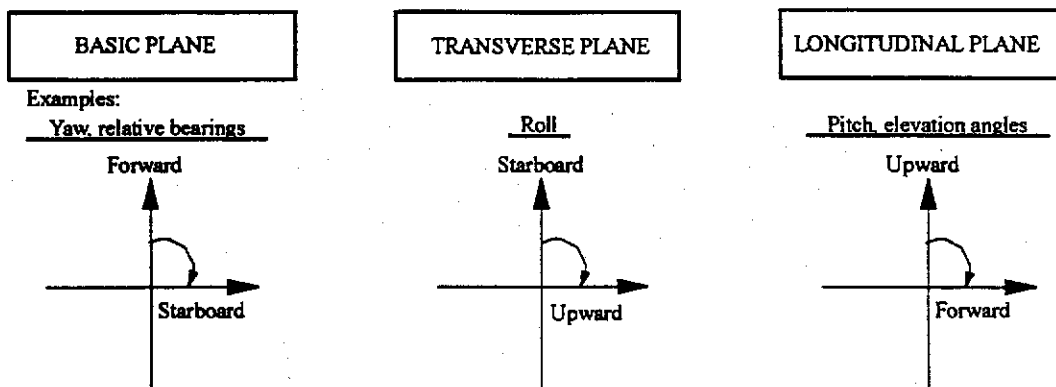 BASIC PLANE
TRANSVERSE PLANE
LONGITUDINAL PLANE
Examples:
Yaw, relative bearings
Roll
Pitch, elevation angles
Forward
Starboard
Upward
Starboard
Upward
Forward